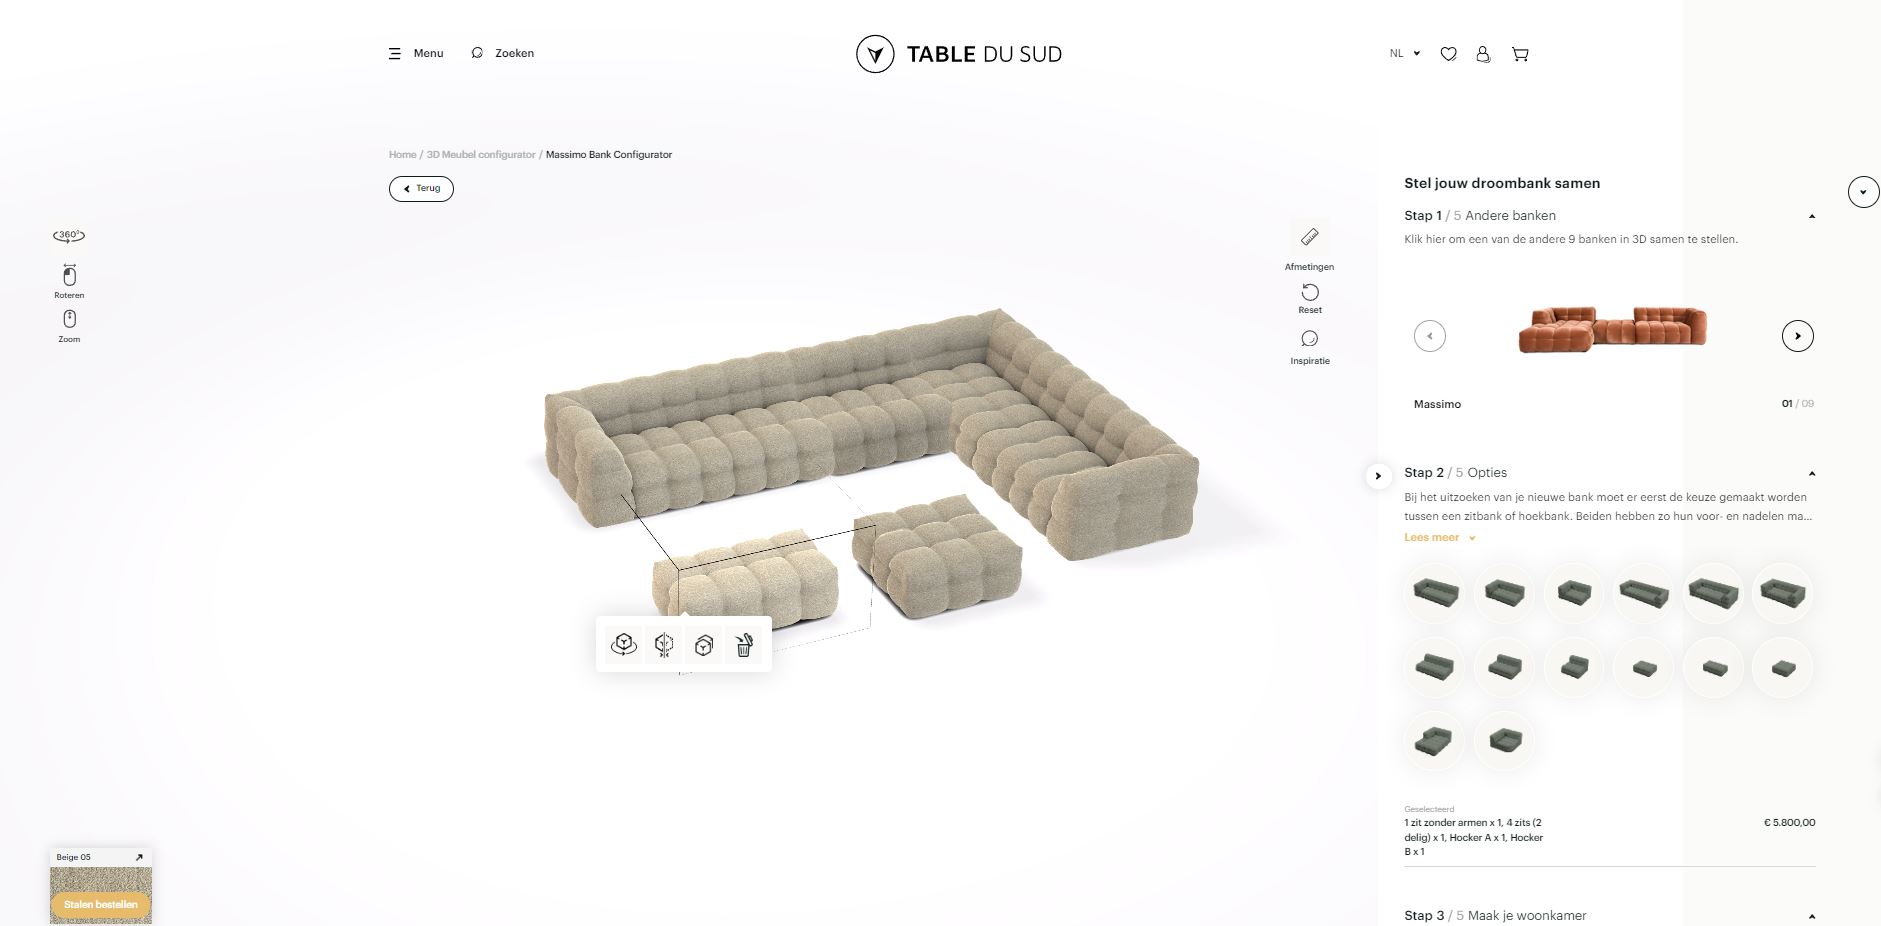 Menu
Zoeken
TABLE DU SUD
NL
Home / 3D Meubel configurator / Massimo Bank Configurator
Terug
360°
Roteren
Zoom
Afmetingen
Reset
Inspiratie
Stel jouw droombank samen
Stap 1 / 5 Andere banken
Klik hier om een van de andere 9 banken in 3D samen te stellen.
Massimo
01 / 09
Stap 2 / 5 Opties
Bij het uitzoeken van je nieuwe bank moet er eerst de keuze gemaakt worden
tussen een zitbank of hoekbank. Beiden hebben zo hun voor- en nadelen ma...
Lees meer
Geselecteerd
1 zit zonder armen x 1, 4 zits (2
delig) x 1, Hocker A x 1, Hocker
B x 1
€ 5.800,00
Stap 3 / 5 Maak je woonkamer
Beige 05
Stalen bestellen